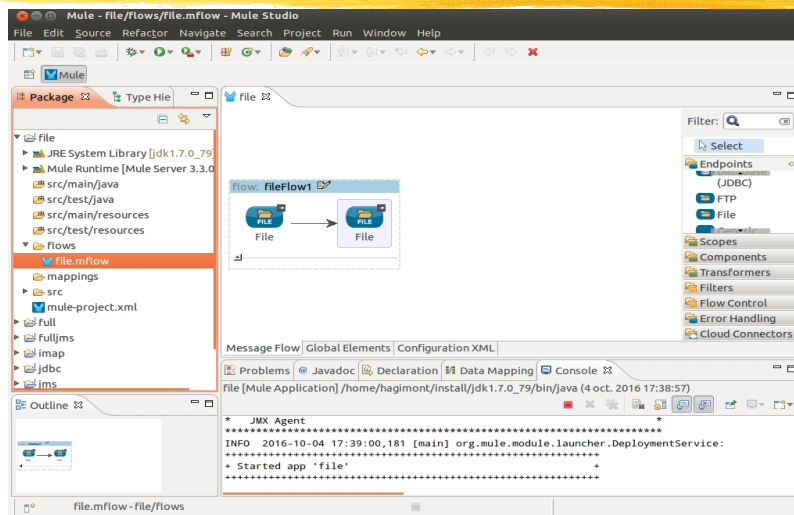 Mule - file/flows/file.mflow - Mule Studio
File Edit Source Refactor Navigate Search Project Run Window Help
Mule
Package Type Hie
file
JRE System Library [jdk1.7.0_79]
Mule Runtime [Mule Server 3.3.0
src/main/java
src/test/java
src/main/resources
src/test/resources
flows
file.mflow
mappings
src
mule-project.xml
full
fulljms
imap
jdbc
jms
Outline
file
flow: fileFlow1
FILE FILE
File File
Message Flow Global Elements Configuration XML
Filter:
Select
Endpoints
Database
(JDBC)
FTP
File
Generic
Scopes
Components
Transformers
Filters
Flow Control
Error Handling
Cloud Connectors
Problems @ Javadoc Declaration Data Mapping Console
file [Mule Application] /home/hagimont/install/jdk1.7.0_79/bin/java (4 oct. 2016 17:38:57)
* JMX Agent *
**********************************************************************
INFO 2016-10-04 17:39:00,181 [main] org.mule.module.launcher.DeploymentService:
++++++++++++++++++++++++++++++++++++++++++++++++++++++++++++
+ Started app 'file' +
++++++++++++++++++++++++++++++++++++++++++++++++++++++++++++
file.mflow - file/flows